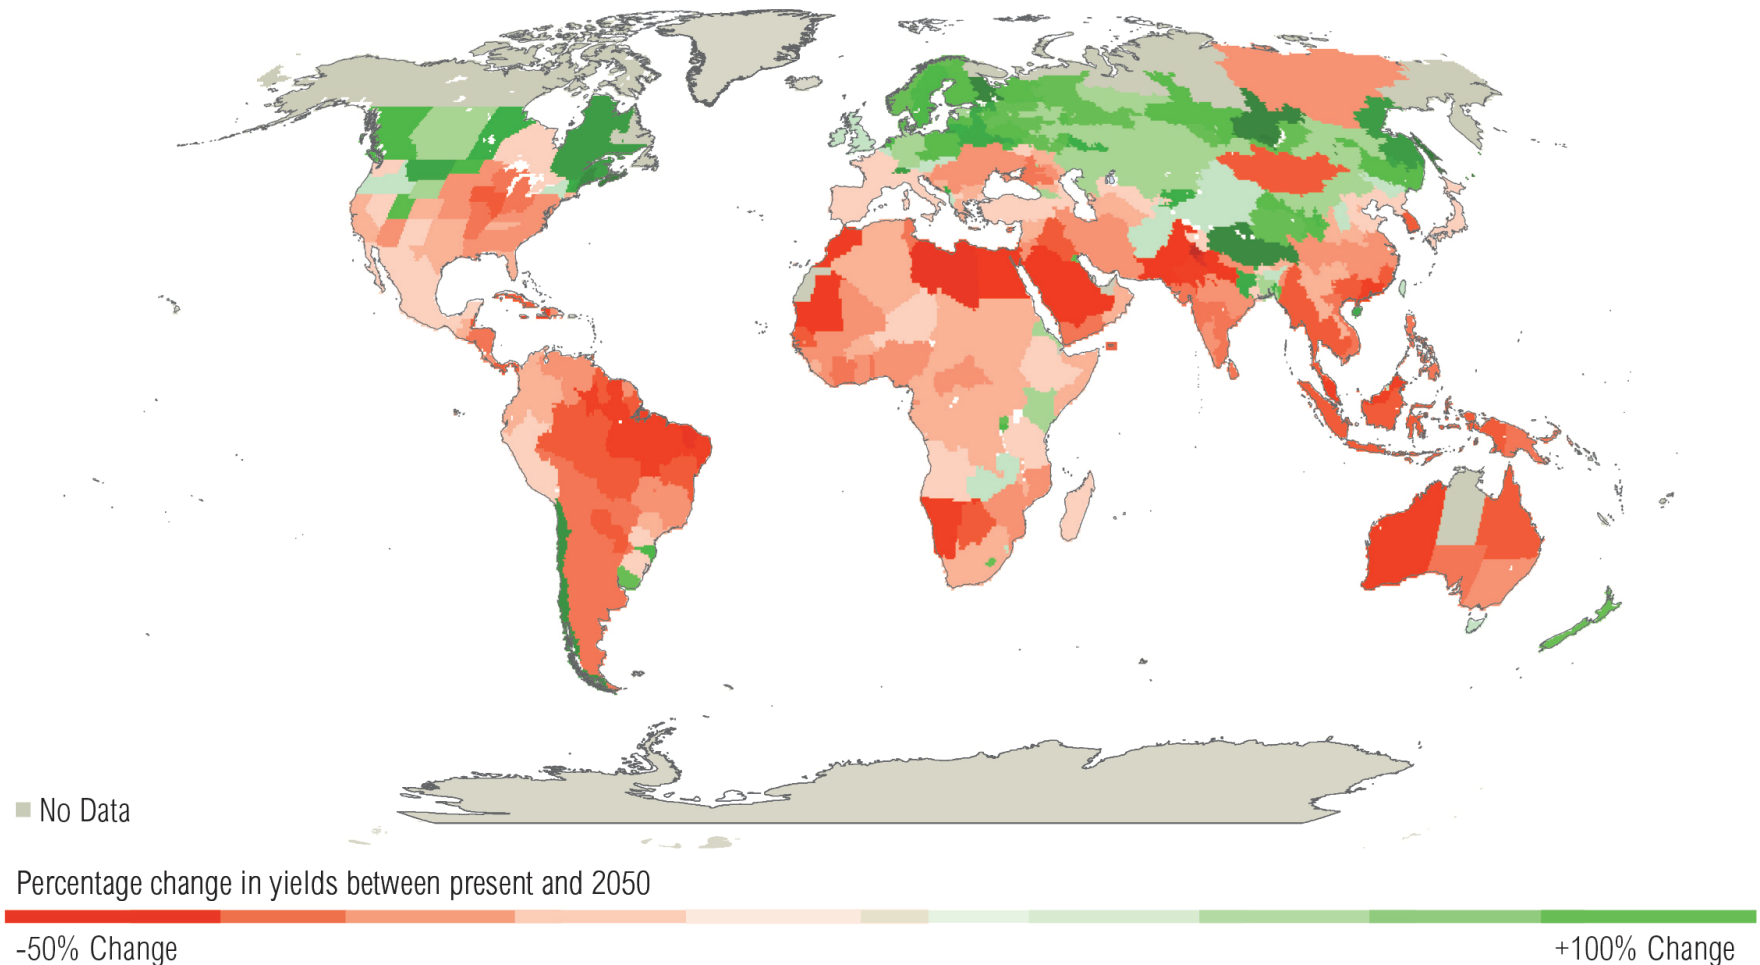 No Data
Percentage change in yields between present and 2050
-50% Change
+100% Change